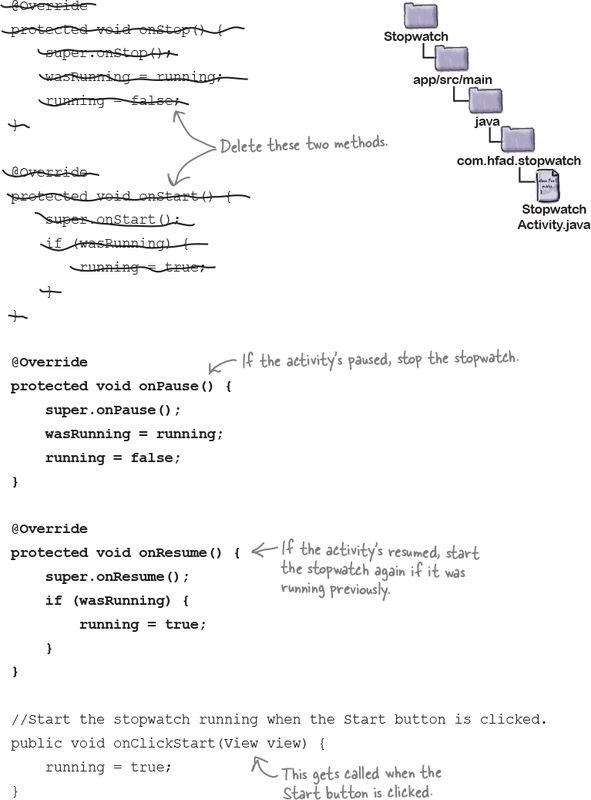 @Override
protected void onStop() {
super.onStop();
wasRunning = running;
running = false;
}
Delete these two methods.
@Override
protected void onStart() {
super.onStart();
if (wasRunning) {
running = true;
}
}
Stopwatch
app/src/main
java
com.hfad.stopwatch
Stopwatch
Activity.java
@Override
If the activity's paused, stop the stopwatch.
protected void onPause() {
super.onPause();
wasRunning = running;
running = false;
}
@Override
protected void onResume() {
If the activity's resumed, start
the stopwatch again if it was
running previously.
super.onResume();
if (wasRunning) {
running = true;
}
}
//Start the stopwatch running when the Start button is clicked.
public void onClickStart(View view) {
running = true;
This gets called when the
Start button is clicked.
}